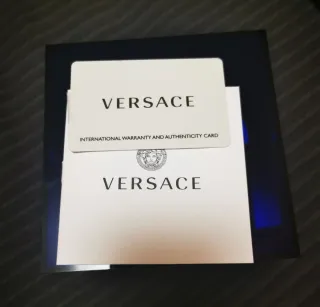 VERSACE
INTERNATIONAL WARRANTY AND AUTHENTICITY CARD
VERSACE